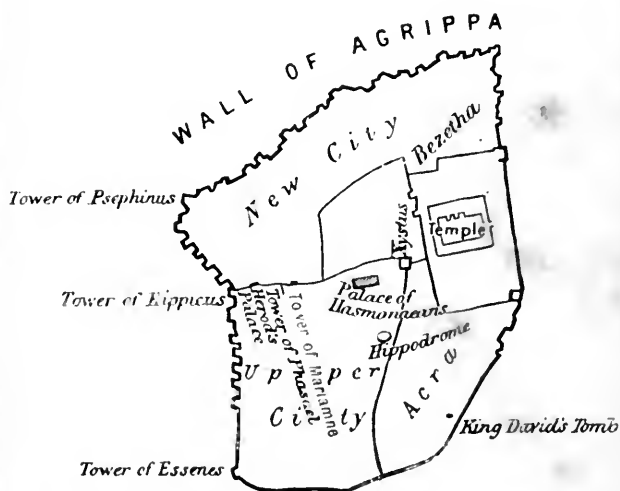 WALL OF AGRIPPA
New City
Bezetha
Tower of Psephinus
Xystus
Temple
Tower of Hippicus
Herod's
Palace
Tower of Phasael
Tower of Mariamne
Palace of
Hasmonaeans
Hippodrome
Upper
City
Acra
King David's Tomb
Tower of Essenes